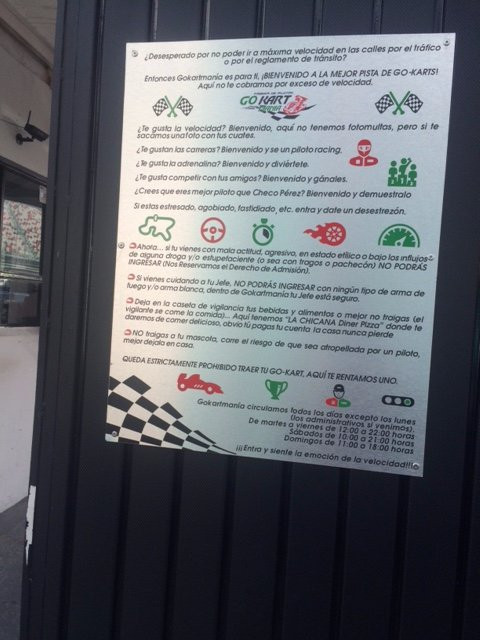 ¿Desesperado por no poder ir a máxima velocidad en las calles por el tráfico
o por el reglamento de tránsito?
Entonces Gokartmanía es para ti, ¡BIENVENIDO A LA MEJOR PISTA DE GO-KARTS!
Aquí no te cobramos por exceso de velocidad.
GO KART
MANIA
¿Te gusta la velocidad? Bienvenido, aquí no tenemos fotomultas, pero si te
sacamos una foto con tus cuates.
¿Te gustan las carreras? Bienvenido y se un piloto racing.
¿Te gusta la adrenalina? Bienvenido y diviértete.
¿Te gusta competir con tus amigos? Bienvenido y gánales.
¿Crees que eres mejor piloto que Checo Pérez? Bienvenido y demuestralo
Si estas estresado, agobiado, fastidiado, etc. entra y date un desestrezón.
Ahora... si tu vienes con mala actitud, agresivo, en estado etílico o bajo los influjos
de alguna droga y/o estupefaciente (o sea con tragos o pachecón) NO PODRÁS
INGRESAR (Nos Reservamos el Derecho de Admisión).
Si vienes cuidando a tu Jefe, NO PODRÁS INGRESAR con ningún tipo de arma de
fuego y/o arma blanca, dentro de Gokartmanía tu Jefe está seguro.
Deja en la caseta de vigilancia tus bebidas y alimentos o mejor no traigas (el
vigilante se come la comida)... Aquí tenemos "LA CHICANA Diner Pizza" donde te
daremos de comer delicioso, obvio tú pagas tu cuenta la casa nunca pierde
NO traigas a tu mascota, corre el riesgo de que sea atropellada por un piloto,
mejor dejala en casa.
QUEDA ESTRICTAMENTE PROHIBIDO TRAER TU GO-KART, AQUÍ TE RENTAMOS UNO.
Gokartmanía circulamos todos los días excepto los lunes
(los administrativos si venimos).
De martes a viernes de 12:00 a 22:00 horas
Sábados de 10:00 a 21:00 horas
Domingos de 11:00 a 18:00 horas
¡¡¡Entra y siente la emoción de la velocidad!!!